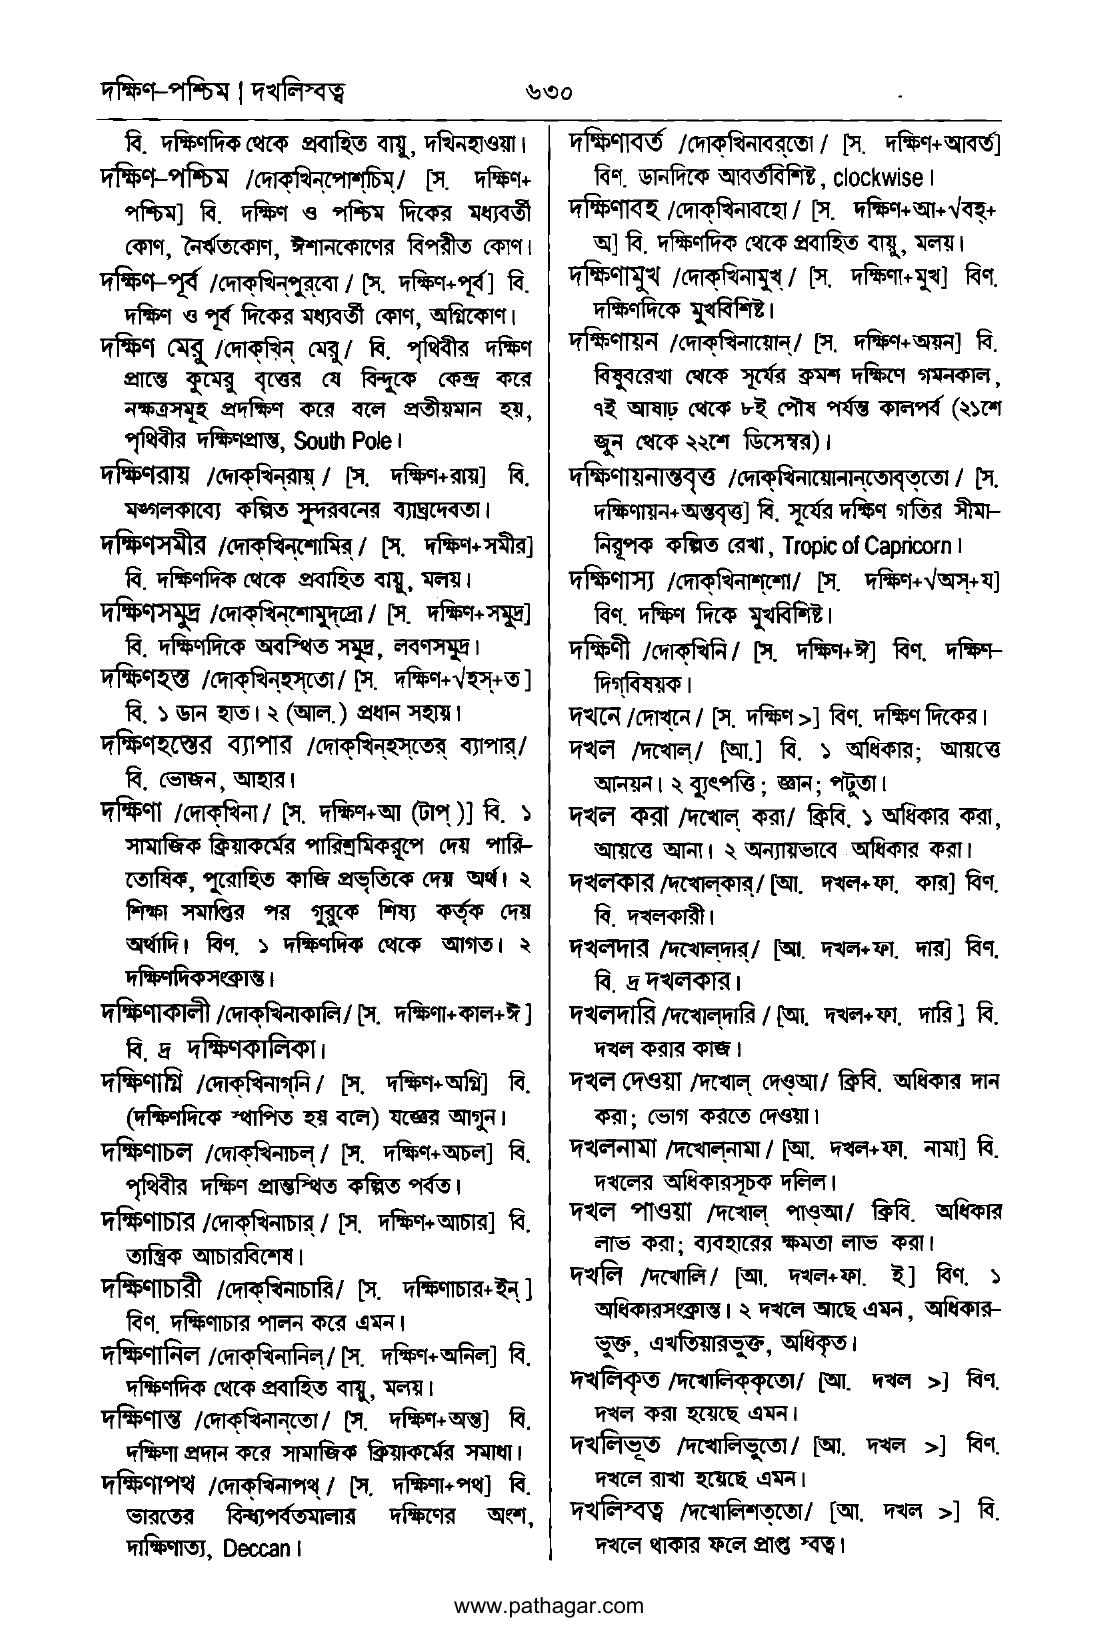 দক্ষিণ-পশ্চিম | দখলিস্বত্ব
৬৩০
বি. দক্ষিণদিক থেকে প্রবাহিত বায়ু, দখিনহাওয়া।
দক্ষিণ-পশ্চিম /দোক্‌খিন্‌পোশ্‌চিম্‌/ [স. দক্ষিণ+
পশ্চিম] বি. দক্ষিণ ও পশ্চিম দিকের মধ্যবর্তী
কোণ, নৈর্ঋতকোণ, ঈশানকোণের বিপরীত কোণ।
দক্ষিণ-পূর্ব /দোক্‌খিন্‌পুর্‌বো/ [স. দক্ষিণ+পূর্ব] বি.
দক্ষিণ ও পূর্ব দিকের মধ্যবর্তী কোণ, অগ্নিকোণ।
দক্ষিণ মেরু /দোক্‌খিন্‌ মেরু/ বি. পৃথিবীর দক্ষিণ
প্রান্তে কুমেরু বৃত্তের যে বিন্দুকে কেন্দ্র করে
নক্ষত্রসমূহ প্রদক্ষিণ করে বলে প্রতীয়মান হয়,
পৃথিবীর দক্ষিণপ্রান্ত, South Pole।
দক্ষিণরায় /দোক্‌খিন্‌রায়্‌/ [স. দক্ষিণ+রায়] বি.
মঙ্গলকাব্যে কল্পিত সুন্দরবনের ব্যাঘ্রদেবতা।
দক্ষিণসমীর /দোক্‌খিন্‌শোমির্‌/ [স. দক্ষিণ+সমীর]
বি. দক্ষিণদিক থেকে প্রবাহিত বায়ু, মলয়।
দক্ষিণসমুদ্র /দোক্‌খিন্‌শোমুদ্‌দ্রো/ [স. দক্ষিণ+সমুদ্র]
বি. দক্ষিণদিকে অবস্থিত সমুদ্র, লবণসমুদ্র।
দক্ষিণহস্ত /দোক্‌খিন্‌হস্‌তো/ [স. দক্ষিণ+√হস্‌+ত]
বি. ১ ডান হাত। ২ (আল.) প্রধান সহায়।
দক্ষিণহস্তের ব্যাপার /দোক্‌খিন্‌হস্‌তের্‌ ব্যাপার্‌/
বি. ভোজন, আহার।
দক্ষিণা /দোক্‌খিনা/ [স. দক্ষিণ+আ (টাপ্‌)] বি. ১
সামাজিক ক্রিয়াকর্মের পারিশ্রমিকরূপে দেয় পারি-
তোষিক, পুরোহিত কাজি প্রভৃতিকে দেয় অর্থ। ২
শিক্ষা সমাপ্তির পর গুরুকে শিষ্য কর্তৃক দেয়
অর্থাদি। বিণ. ১ দক্ষিণদিক থেকে আগত। ২
দক্ষিণদিকসংক্রান্ত।
দক্ষিণাকালী /দোক্‌খিনাকালি/ [স. দক্ষিণা+কাল+ঈ]
বি. দ্র দক্ষিণকালিকা।
দক্ষিণাগ্নি /দোক্‌খিনাগ্‌নি/ [স. দক্ষিণ+অগ্নি] বি.
(দক্ষিণদিকে স্থাপিত হয় বলে) যজ্ঞের আগুন।
দক্ষিণাচল /দোক্‌খিনাচল্‌/ [স. দক্ষিণ+অচল] বি.
পৃথিবীর দক্ষিণ প্রান্তস্থিত কল্পিত পর্বত।
দক্ষিণাচার /দোক্‌খিনাচার্‌/ [স. দক্ষিণ+আচার] বি.
তান্ত্রিক আচারবিশেষ।
দক্ষিণাচারী /দোক্‌খিনাচারি/ [স. দক্ষিণাচার+ইন্‌]
বিণ. দক্ষিণাচার পালন করে এমন।
দক্ষিণানিল /দোক্‌খিনানিল্‌/ [স. দক্ষিণ+অনিল] বি.
দক্ষিণদিক থেকে প্রবাহিত বায়ু, মলয়।
দক্ষিণান্ত /দোক্‌খিনান্‌তো/ [স. দক্ষিণা+অন্ত] বি.
দক্ষিণা প্রদান করে সামাজিক ক্রিয়াকর্মের সমাধা।
দক্ষিণাপথ /দোক্‌খিনাপথ্‌/ [স. দক্ষিণা+পথ] বি.
ভারতের বিন্ধ্যপর্বতমালার দক্ষিণের অংশ,
দাক্ষিণাত্য, Deccan।
দক্ষিণাবর্ত /দোক্‌খিনাবর্‌তো/ [স. দক্ষিণ+আবর্ত]
বিণ. ডানদিকে আবর্তবিশিষ্ট, clockwise।
দক্ষিণাবহ /দোক্‌খিনাবহো/ [স. দক্ষিণ+আ+√বহ্‌+
অ] বি. দক্ষিণদিক থেকে প্রবাহিত বায়ু, মলয়।
দক্ষিণামুখ /দোক্‌খিনামুখ্‌/ [স. দক্ষিণা+মুখ] বিণ.
দক্ষিণদিকে মুখবিশিষ্ট।
দক্ষিণায়ন /দোক্‌খিনায়োন্‌/ [স. দক্ষিণ+অয়ন] বি.
বিষুবরেখা থেকে সূর্যের ক্রমশ দক্ষিণে গমনকাল,
৭ই আষাঢ় থেকে ৮ই পৌষ পর্যন্ত কালপর্ব (২১শে
জুন থেকে ২২শে ডিসেম্বর)।
দক্ষিণায়নান্তবৃত্ত /দোক্‌খিনায়োনান্‌তোবৃত্‌তো/ [স.
দক্ষিণায়ন+অন্তবৃত্ত] বি. সূর্যের দক্ষিণ গতির সীমা-
নিরূপক কল্পিত রেখা, Tropic of Capricorn।
দক্ষিণাস্য /দোক্‌খিনাশ্‌শো/ [স. দক্ষিণ+√অস্‌+য]
বিণ. দক্ষিণ দিকে মুখবিশিষ্ট।
দক্ষিণী /দোক্‌খিনি/ [স. দক্ষিণ+ঈ] বিণ. দক্ষিণ-
দিগ্‌বিষয়ক।
দখনে /দোখ্‌নে/ [স. দক্ষিণ >] বিণ. দক্ষিণ দিকের।
দখল /দখোল্‌/ [আ.] বি. ১ অধিকার; আয়ত্তে
আনয়ন। ২ ব্যুৎপত্তি; জ্ঞান; পটুতা।
দখল করা /দখোল্‌ করা/ ক্রিবি. ১ অধিকার করা,
আয়ত্তে আনা। ২ অন্যায়ভাবে অধিকার করা।
দখলকার /দখোল্‌কার্‌/ [আ. দখল+ফা. কার] বিণ.
বি. দখলকারী।
দখলদার /দখোল্‌দার্‌/ [আ. দখল+ফা. দার] বিণ.
বি. দ্র দখলকার।
দখলদারি /দখোল্‌দারি/ [আ. দখল+ফা. দারি] বি.
দখল করার কাজ।
দখল দেওয়া /দখোল্‌ দেওআ/ ক্রিবি. অধিকার দান
করা; ভোগ করতে দেওয়া।
দখলনামা /দখোল্‌নামা/ [আ. দখল+ফা. নামা] বি.
দখলের অধিকারসূচক দলিল।
দখল পাওয়া /দখোল্‌ পাওআ/ ক্রিবি. অধিকার
লাভ করা; ব্যবহারের ক্ষমতা লাভ করা।
দখলি /দখোলি/ [আ. দখল+ফা. ই] বিণ. ১
অধিকারসংক্রান্ত। ২ দখলে আছে এমন, অধিকার-
ভুক্ত, এখতিয়ারভুক্ত, অধিকৃত।
দখলিকৃত /দখোলিক্‌কৃতো/ [আ. দখল >] বিণ.
দখল করা হয়েছে এমন।
দখলিভূত /দখোলিভুতো/ [আ. দখল >] বিণ.
দখলে রাখা হয়েছে এমন।
দখলিস্বত্ব /দখোলিশত্‌তো/ [আ. দখল >] বি.
দখলে থাকার ফলে প্রাপ্ত স্বত্ব।
www.pathagar.com